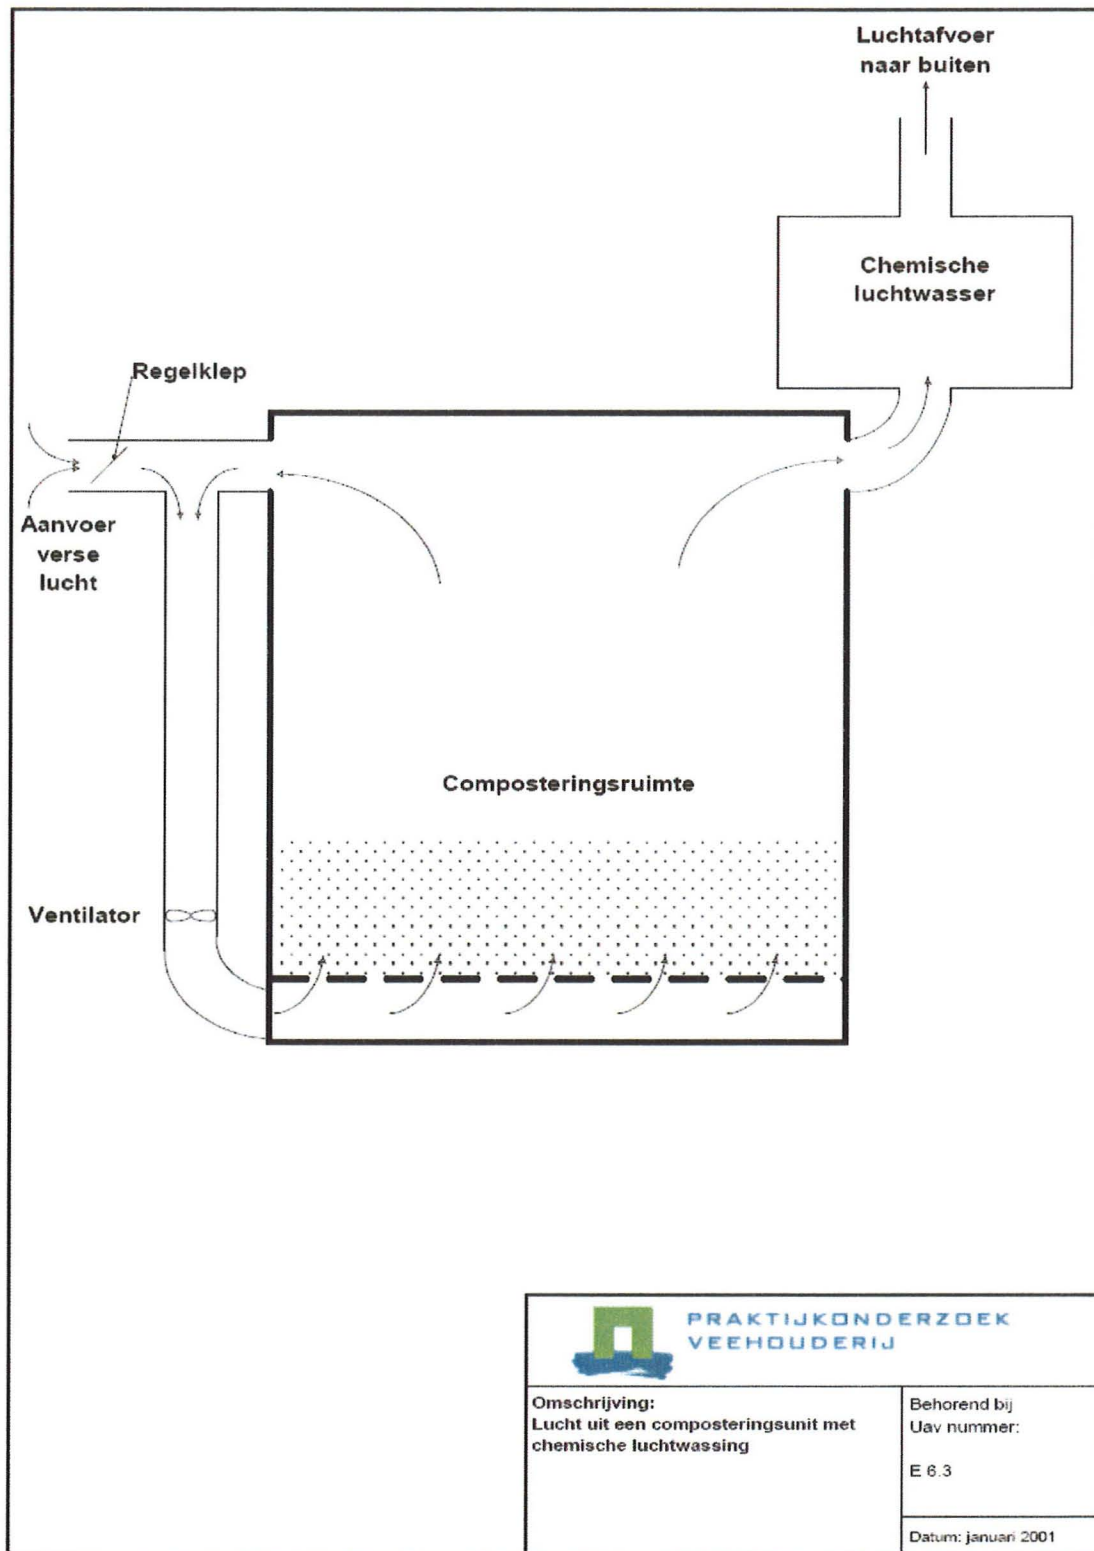 Luchtafvoer
naar buiten
Chemische
luchtwasser
Regelklep
Aanvoer
verse
lucht
Composteringsruimte
Ventilator
PRAKTIJKONDERZOEK
VEEHOUDERIJ
Omschrijving:
Lucht uit een composteringsunit met
chemische luchtwassing
Behorend bij
Uav nummer:
E 6.3
Datum: januari 2001